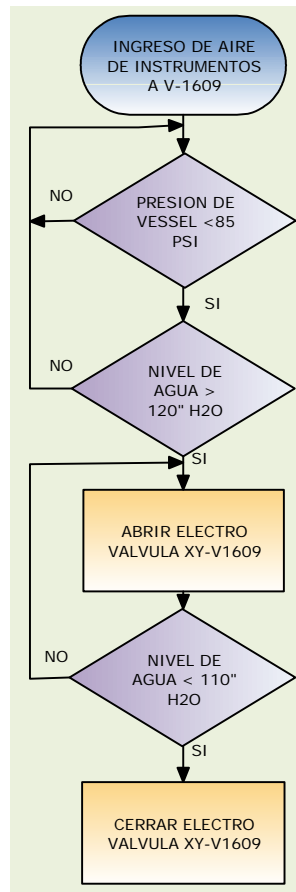 INGRESO DE AIRE
DE INSTRUMENTOS
A V-1609
NO
PRESION DE
VESSEL <85
PSI
SI
NO
NIVEL DE
AGUA >
120" H2O
SI
ABRIR ELECTRO
VALVULA XY-V1609
NO
NIVEL DE
AGUA < 110"
H2O
SI
CERRAR ELECTRO
VALVULA XY-V1609